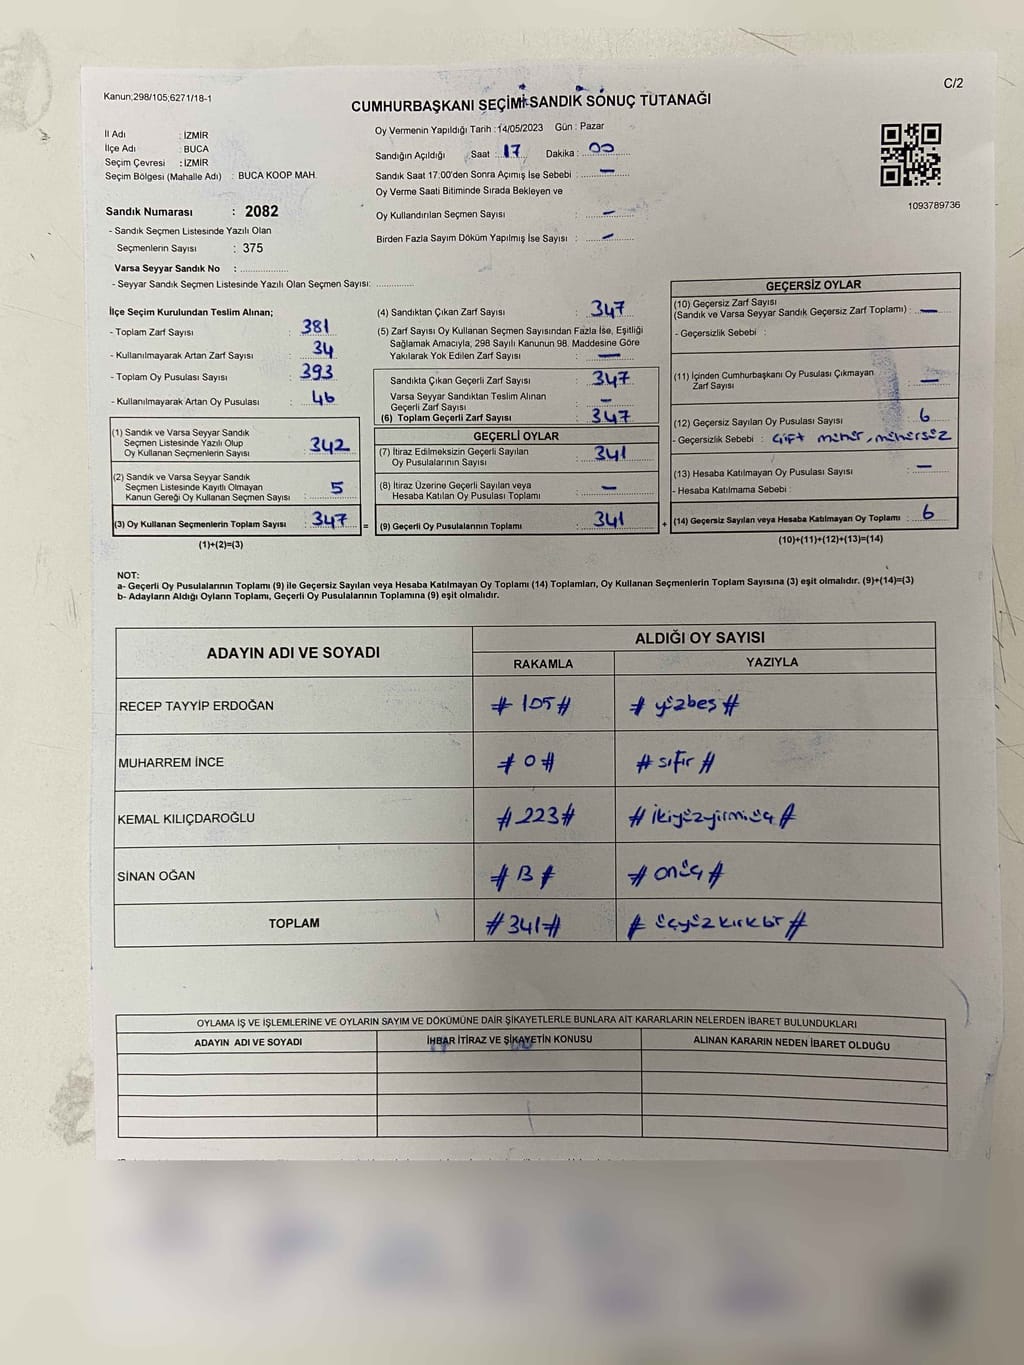 C/2
Kanun;298/105;6271/18-1
CUMHURBAŞKANI SEÇİMİ SANDIK SONUÇ TUTANAĞI
İl Adı : İZMİR
İlçe Adı : BUCA
Seçim Çevresi : İZMİR
Seçim Bölgesi (Mahalle Adı) : BUCA KOOP MAH.
Sandık Numarası : 2082
- Sandık Seçmen Listesinde Yazılı Olan
Seçmenlerin Sayısı : 375
Varsa Seyyar Sandık No :
- Seyyar Sandık Seçmen Listesinde Yazılı Olan Seçmen Sayısı:
Oy Vermenin Yapıldığı Tarih : 14/05/2023 Gün : Pazar
Sandığın Açıldığı Saat : 17 Dakika : 00
Sandık Saat 17:00'den Sonra Açımış İse Sebebi : —
Oy Verme Saati Bitiminde Sırada Bekleyen ve
Oy Kullandırılan Seçmen Sayısı : —
Birden Fazla Sayım Döküm Yapılmış İse Sayısı : —
1093789736
İlçe Seçim Kurulundan Teslim Alınan;
- Toplam Zarf Sayısı : 381
- Kullanılmayarak Artan Zarf Sayısı : 34
- Toplam Oy Pusulası Sayısı : 393
- Kullanılmayarak Artan Oy Pusulası : 46
(1) Sandık ve Varsa Seyyar Sandık
Seçmen Listesinde Yazılı Olup
Oy Kullanan Seçmenlerin Sayısı : 342
(2) Sandık ve Varsa Seyyar Sandık
Seçmen Listesinde Kayıtlı Olmayan
Kanun Gereği Oy Kullanan Seçmen Sayısı : 5
(3) Oy Kullanan Seçmenlerin Toplam Sayısı : 347 =
(1)+(2)=(3)
(4) Sandıktan Çıkan Zarf Sayısı : 347
(5) Zarf Sayısı Oy Kullanan Seçmen Sayısından Fazla İse, Eşitliği
Sağlamak Amacıyla, 298 Sayılı Kanunun 98. Maddesine Göre
Yakılarak Yok Edilen Zarf Sayısı : —
Sandıkta Çıkan Geçerli Zarf Sayısı : 347
Varsa Seyyar Sandıktan Teslim Alınan
Geçerli Zarf Sayısı : —
(6) Toplam Geçerli Zarf Sayısı : 347
GEÇERLİ OYLAR
(7) İtiraz Edilmeksizin Geçerli Sayılan
Oy Pusulalarının Sayısı : 341
(8) İtiraz Üzerine Geçerli Sayılan veya
Hesaba Katılan Oy Pusulası Toplamı : —
(9) Geçerli Oy Pusulalarının Toplamı : 341 +
GEÇERSİZ OYLAR
(10) Geçersiz Zarf Sayısı
(Sandık ve Varsa Seyyar Sandık Geçersiz Zarf Toplamı) : —
- Geçersizlik Sebebi :
(11) İçinden Cumhurbaşkanı Oy Pusulası Çıkmayan
Zarf Sayısı : —
(12) Geçersiz Sayılan Oy Pusulası Sayısı : 6
- Geçersizlik Sebebi : Çift mühür, mühürsüz
(13) Hesaba Katılmayan Oy Pusulası Sayısı : —
- Hesaba Katılmama Sebebi :
(14) Geçersiz Sayılan veya Hesaba Katılmayan Oy Toplamı : 6
(10)+(11)+(12)+(13)=(14)
NOT:
a- Geçerli Oy Pusulalarının Toplamı (9) ile Geçersiz Sayılan veya Hesaba Katılmayan Oy Toplamı (14) Toplamları, Oy Kullanan Seçmenlerin Toplam Sayısına (3) eşit olmalıdır. (9)+(14)=(3)
b- Adayların Aldığı Oyların Toplamı, Geçerli Oy Pusulalarının Toplamına (9) eşit olmalıdır.
ADAYIN ADI VE SOYADI
ALDIĞI OY SAYISI
RAKAMLA YAZIYLA
RECEP TAYYİP ERDOĞAN # 105 # # yüzbeş #
MUHARREM İNCE # 0 # # sıfır #
KEMAL KILIÇDAROĞLU # 223 # # ikiyüzyirmiüç #
SİNAN OĞAN # 13 # # onüç #
TOPLAM # 341 # # üçyüzkırkbir #
OYLAMA İŞ VE İŞLEMLERİNE VE OYLARIN SAYIM VE DÖKÜMÜNE DAİR ŞİKAYETLERLE BUNLARA AİT KARARLARIN NELERDEN İBARET BULUNDUKLARI
ADAYIN ADI VE SOYADI
İHBAR İTİRAZ VE ŞİKAYETİN KONUSU
ALINAN KARARIN NEDEN İBARET OLDUĞU